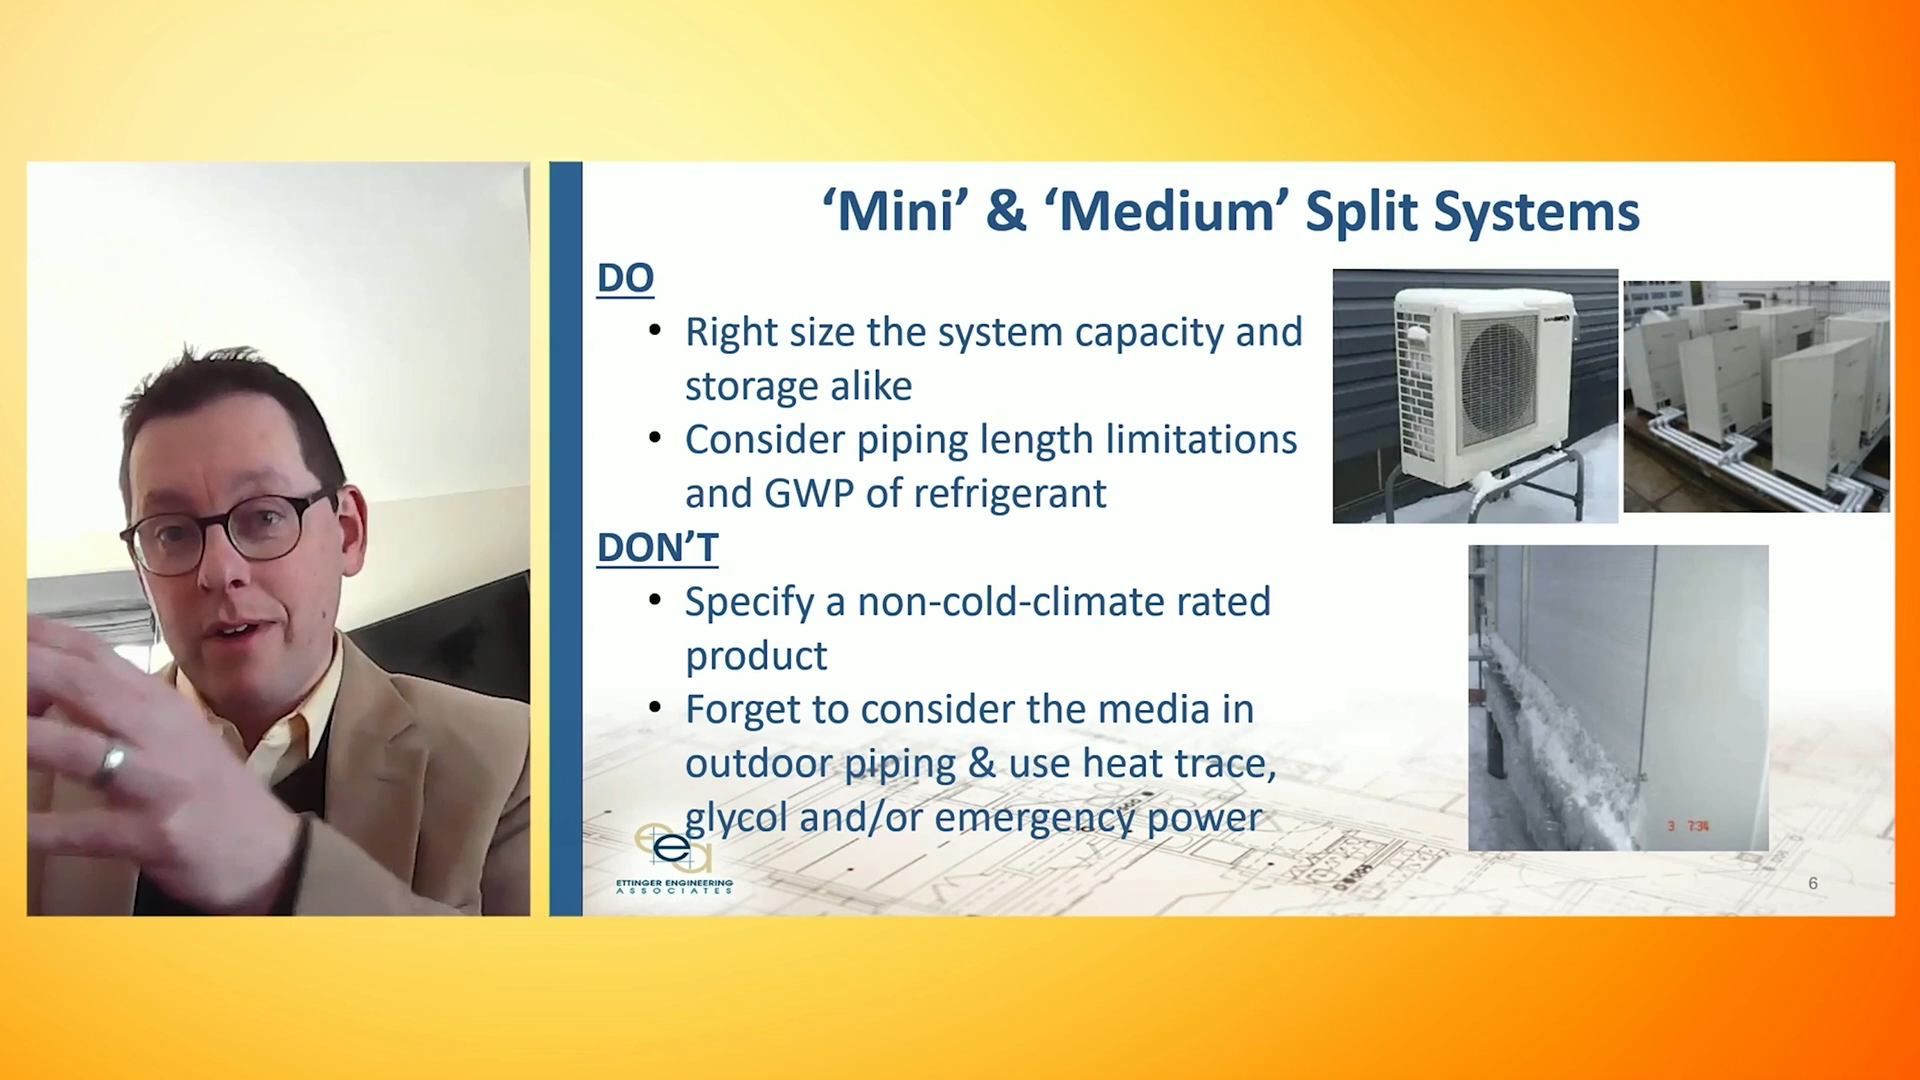 ‘Mini’ & ‘Medium’ Split Systems
DO
• Right size the system capacity and
storage alike
• Consider piping length limitations
and GWP of refrigerant
DON’T
• Specify a non-cold-climate rated
product
• Forget to consider the media in
outdoor piping & use heat trace,
glycol and/or emergency power
eea
ETTINGER ENGINEERING
ASSOCIATES
3 7:34
6